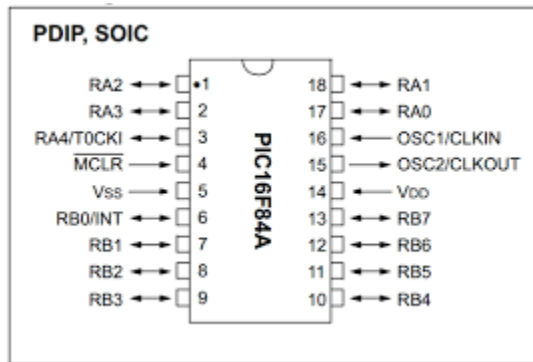 PDIP, SOIC
RA2 1 18 RA1
RA3 2 17 RA0
RA4/T0CKI 3 16 OSC1/CLKIN
MCLR 4 15 OSC2/CLKOUT
VSS 5 14 VDD
RB0/INT 6 13 RB7
RB1 7 12 RB6
RB2 8 11 RB5
RB3 9 10 RB4
PIC16F84A